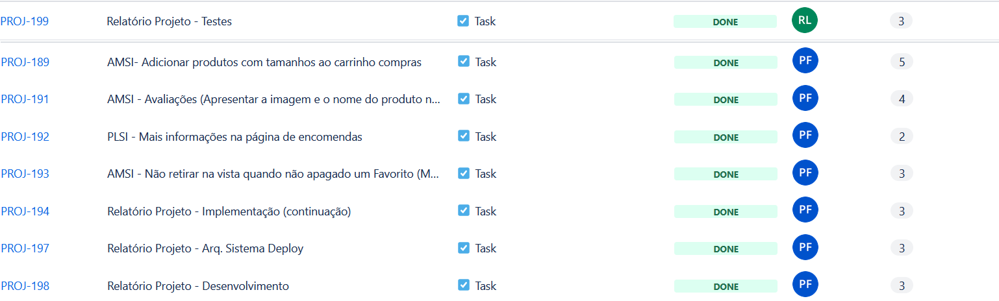 PROJ-199 Relatório Projeto - Testes Task DONE RL 3
PROJ-189 AMSI- Adicionar produtos com tamanhos ao carrinho compras Task DONE PF 5
PROJ-191 AMSI - Avaliações (Apresentar a imagem e o nome do produto n... Task DONE PF 4
PROJ-192 PLSI - Mais informações na página de encomendas Task DONE PF 2
PROJ-193 AMSI - Não retirar na vista quando não apagado um Favorito (M... Task DONE PF 3
PROJ-194 Relatório Projeto - Implementação (continuação) Task DONE PF 3
PROJ-197 Relatório Projeto - Arq. Sistema Deploy Task DONE PF 3
PROJ-198 Relatório Projeto - Desenvolvimento Task DONE PF 3